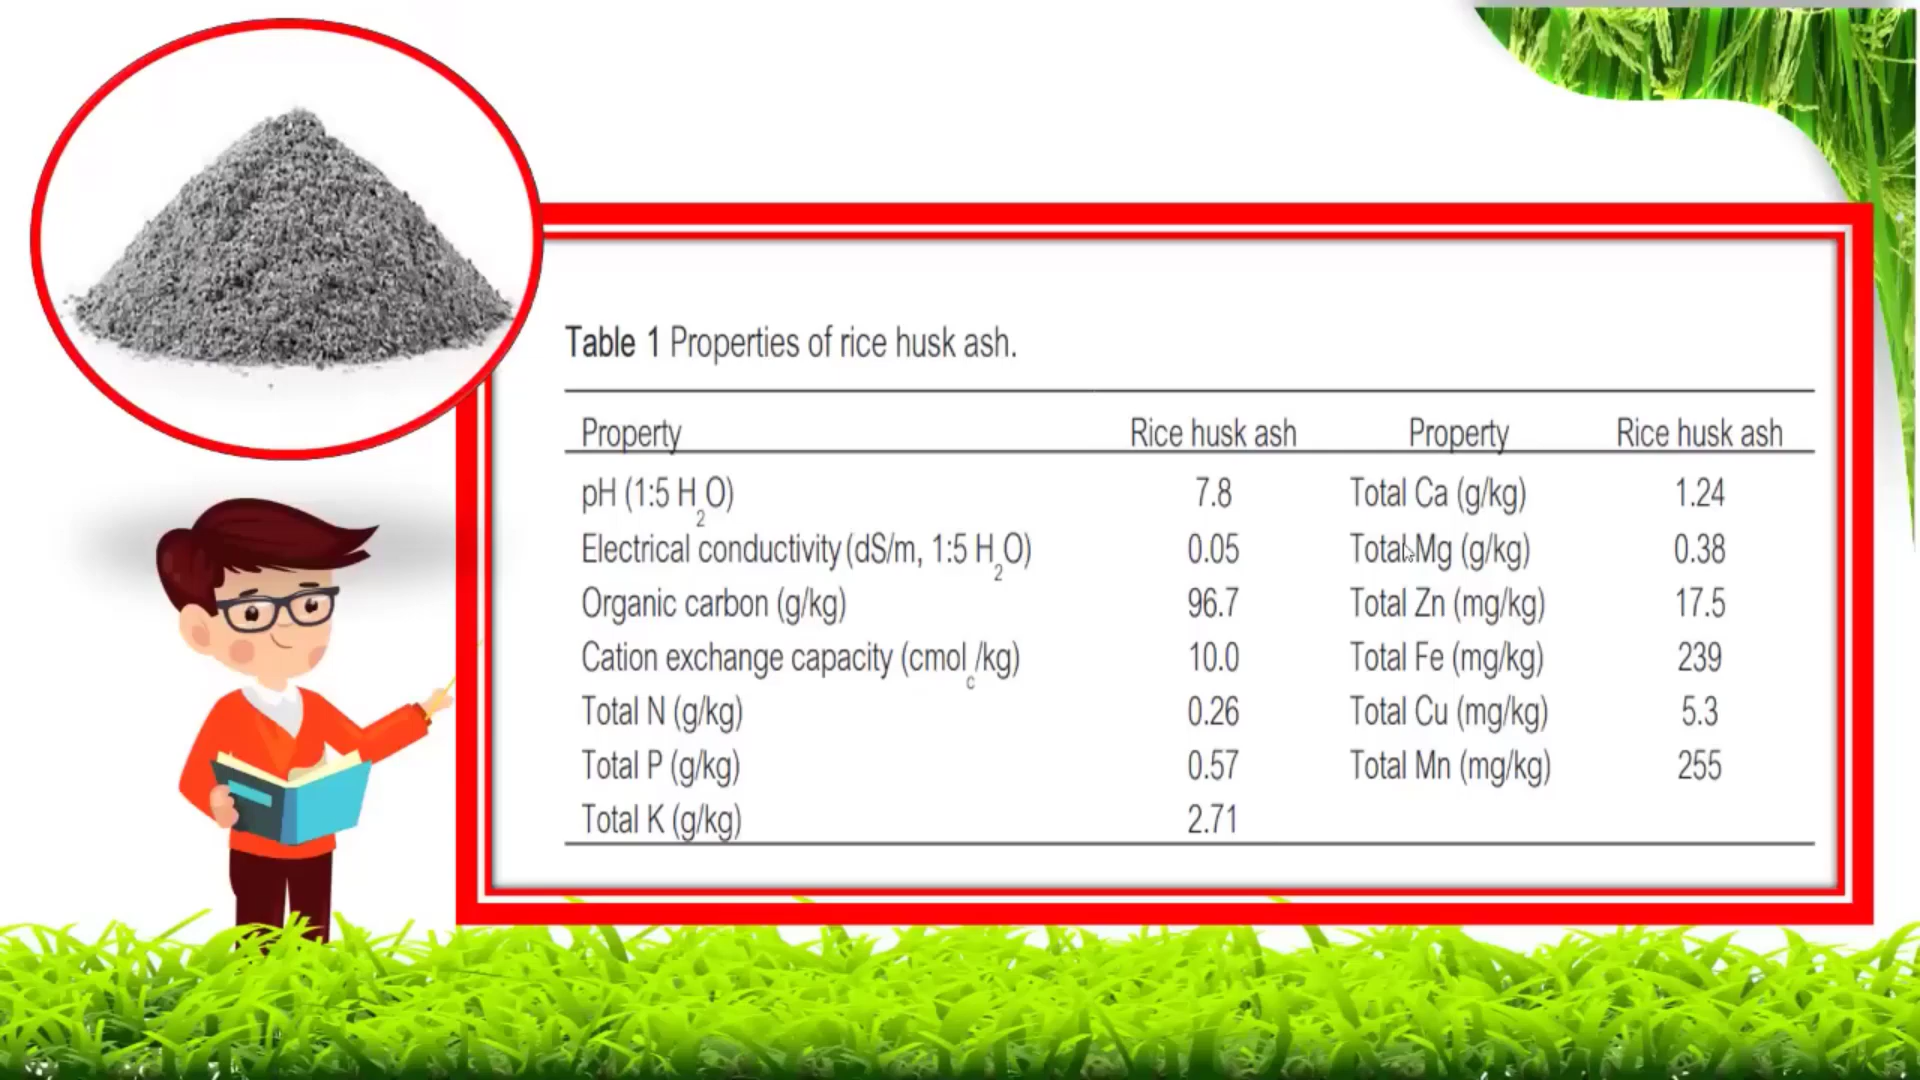 Table 1 Properties of rice husk ash.
Property Rice husk ash Property Rice husk ash
pH (1:5 H2O) 7.8 Total Ca (g/kg) 1.24
Electrical conductivity (dS/m, 1:5 H2O) 0.05 Total Mg (g/kg) 0.38
Organic carbon (g/kg) 96.7 Total Zn (mg/kg) 17.5
Cation exchange capacity (cmolc/kg) 10.0 Total Fe (mg/kg) 239
Total N (g/kg) 0.26 Total Cu (mg/kg) 5.3
Total P (g/kg) 0.57 Total Mn (mg/kg) 255
Total K (g/kg) 2.71